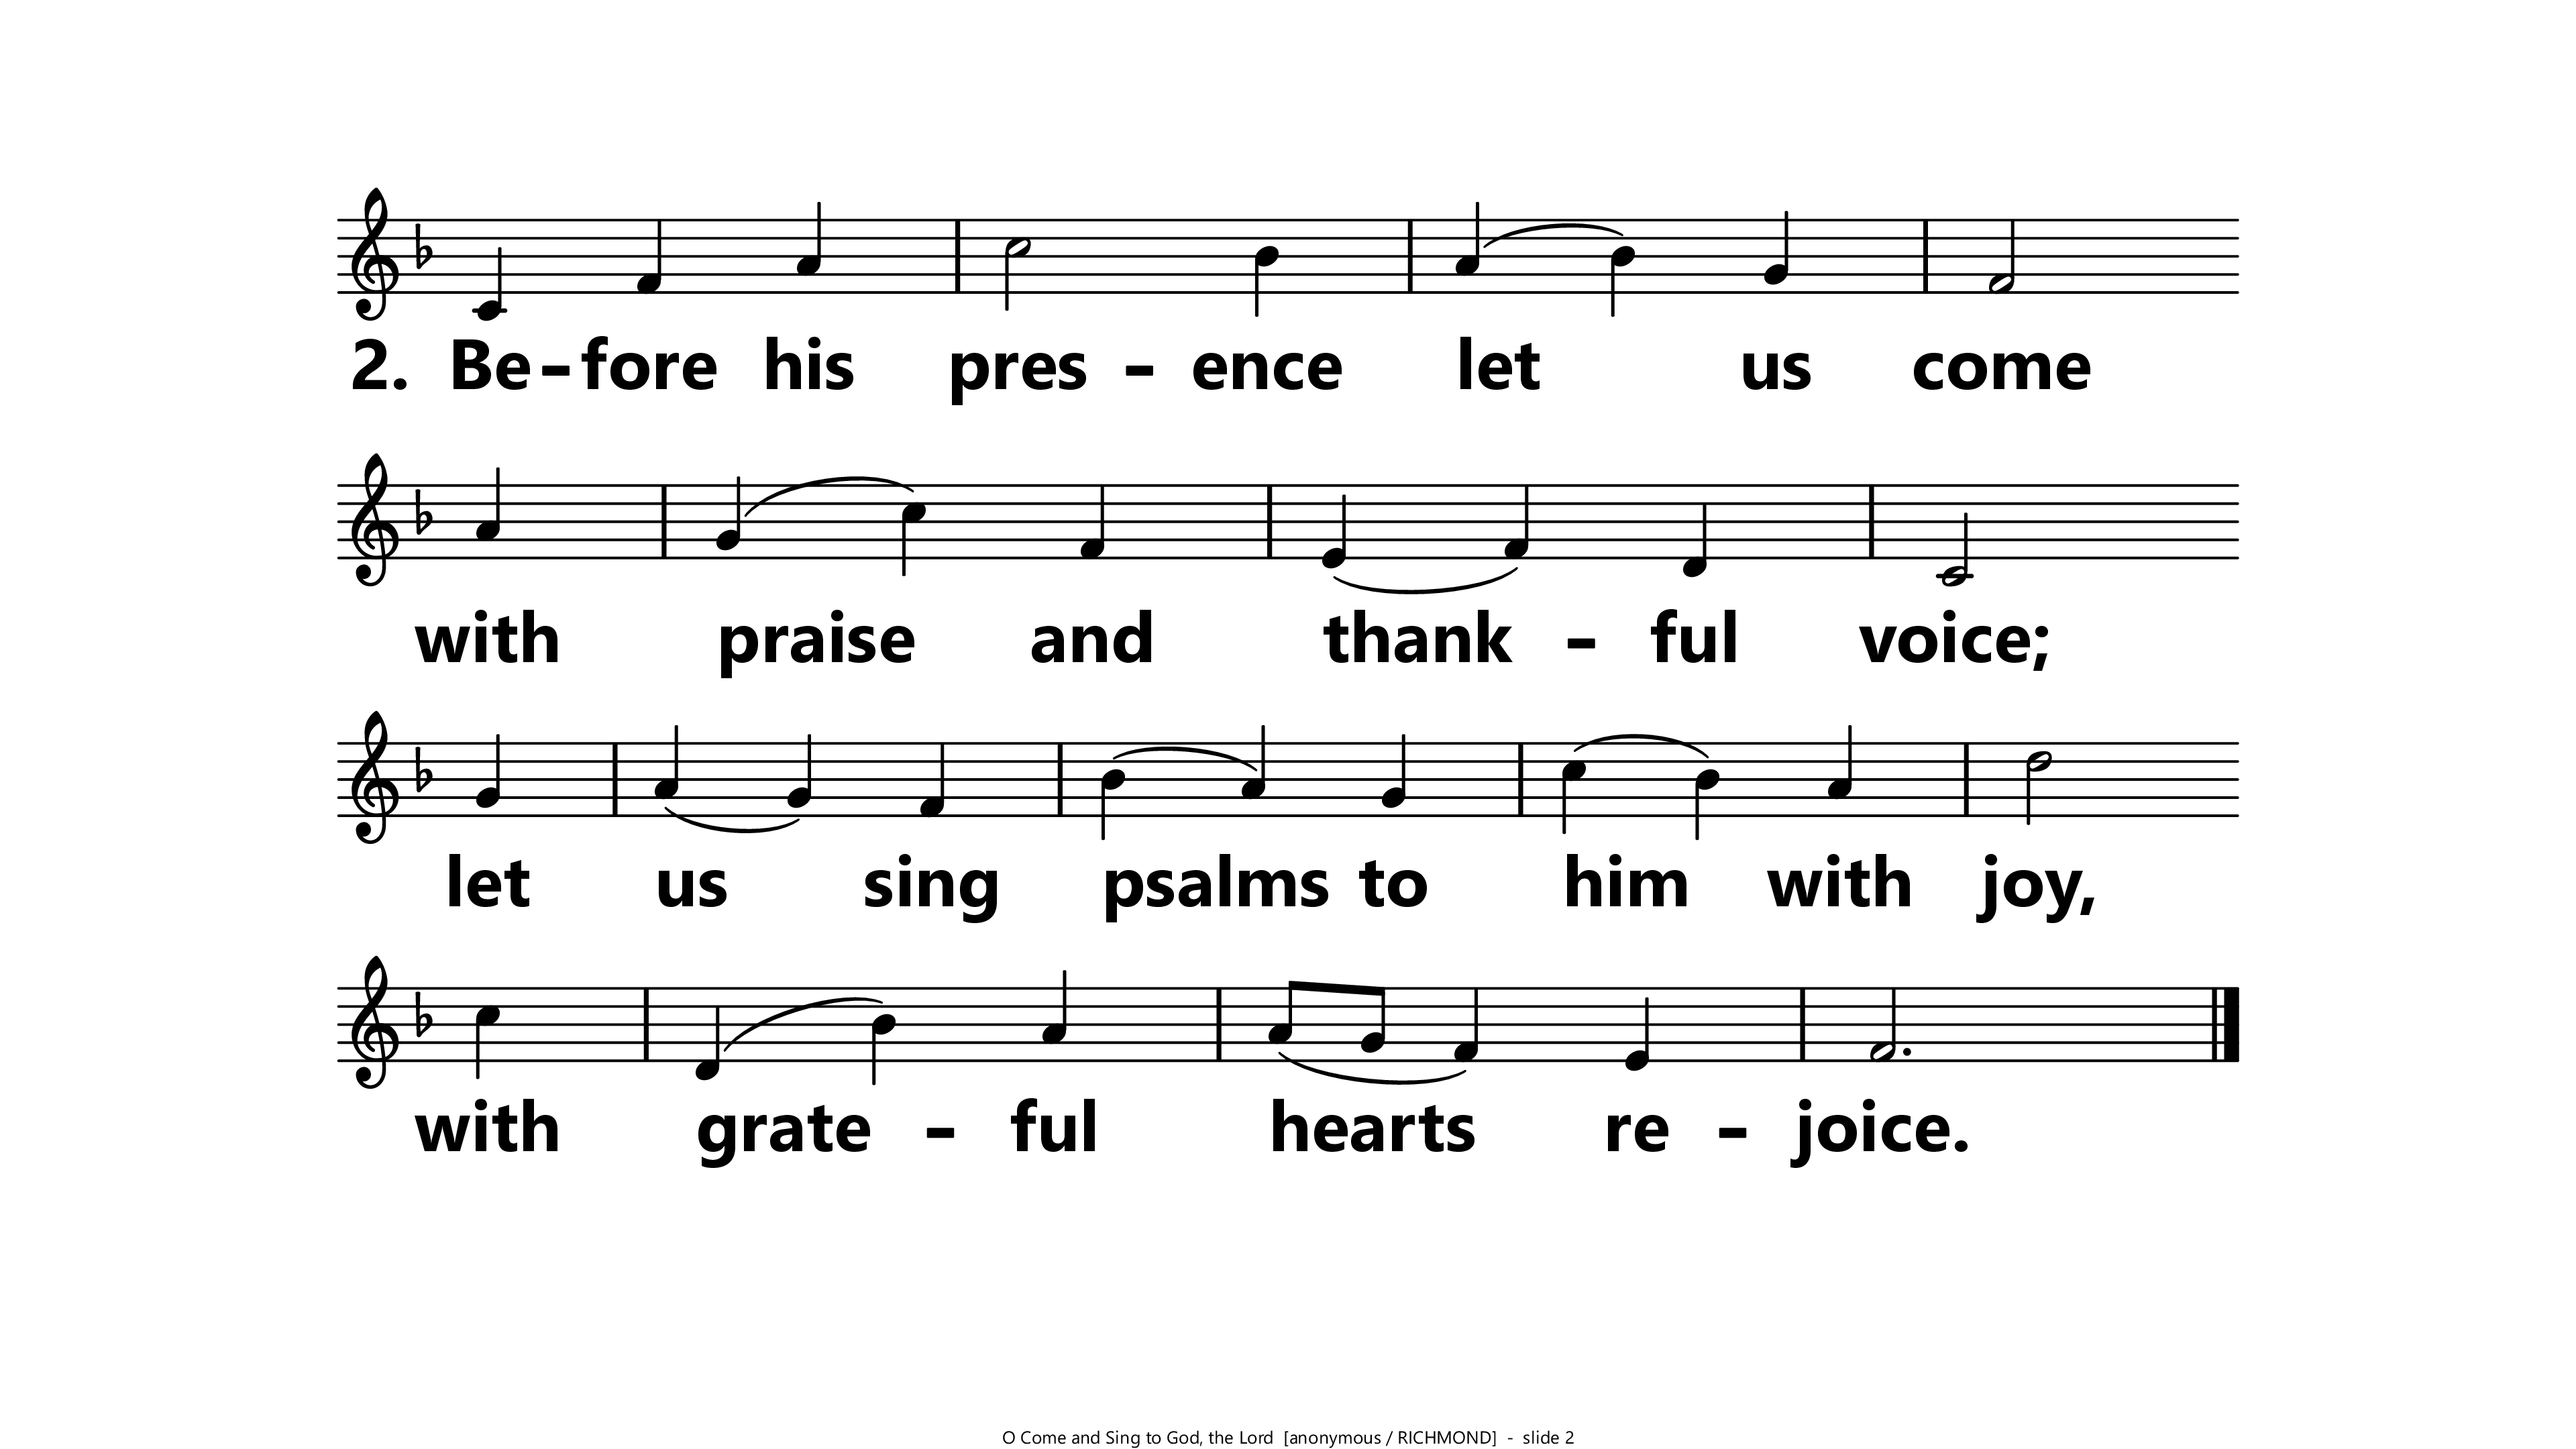 2. Be-fore his pres - ence let us come
with praise and thank - ful voice;
let us sing psalms to him with joy,
with grate - ful hearts re - joice.
O Come and Sing to God, the Lord [anonymous / RICHMOND] - slide 2